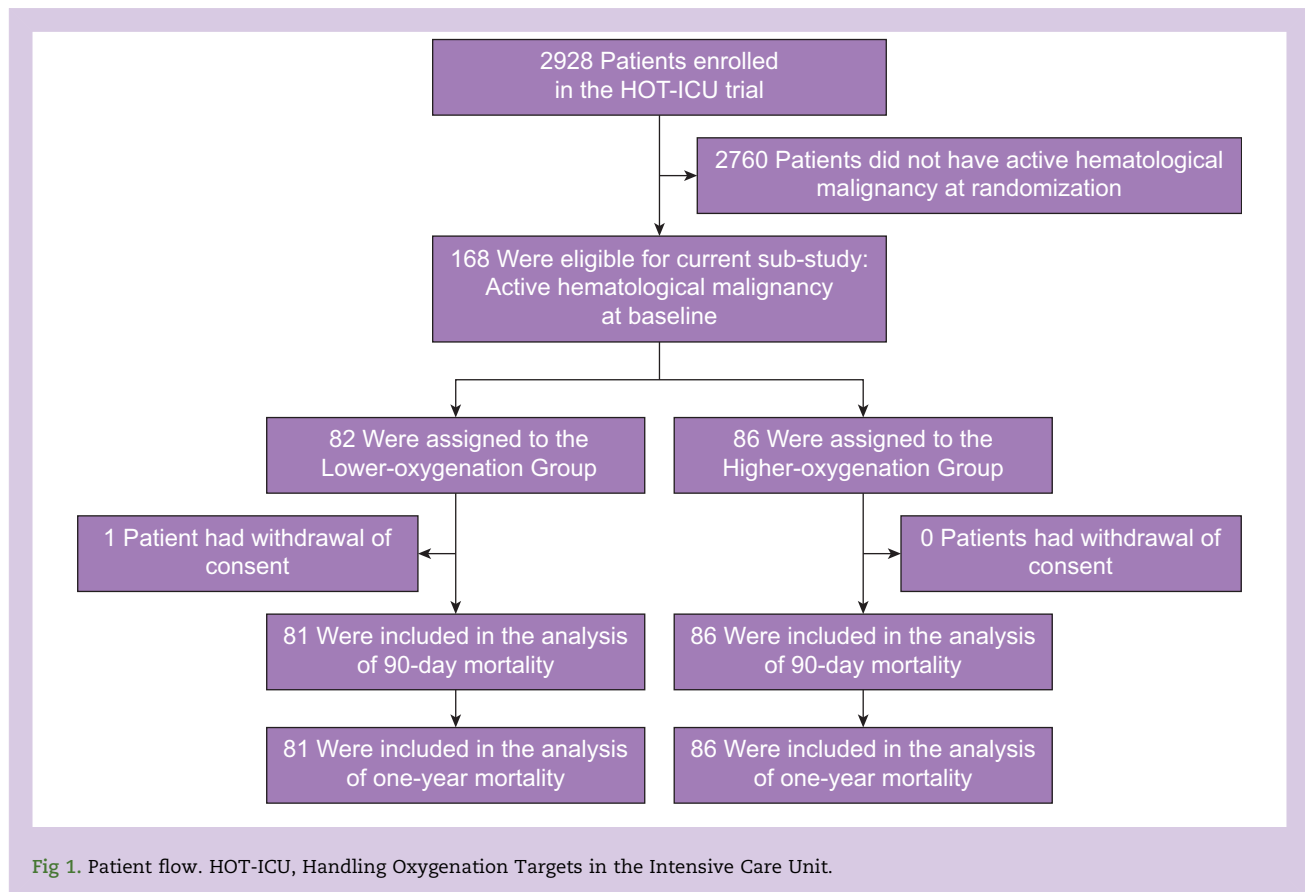 2928 Patients enrolled
in the HOT-ICU trial
2760 Patients did not have active hematological
malignancy at randomization
168 Were eligible for current sub-study:
Active hematological malignancy
at baseline
82 Were assigned to the
Lower-oxygenation Group
86 Were assigned to the
Higher-oxygenation Group
1 Patient had withdrawal of
consent
0 Patients had withdrawal of
consent
81 Were included in the analysis
of 90-day mortality
86 Were included in the analysis
of 90-day mortality
81 Were included in the analysis
of one-year mortality
86 Were included in the analysis
of one-year mortality
Fig 1. Patient flow. HOT-ICU, Handling Oxygenation Targets in the Intensive Care Unit.